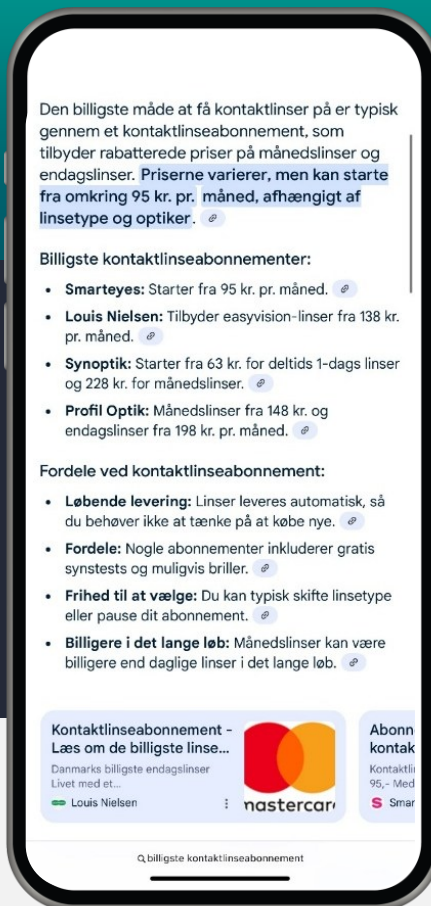 Den billigste måde at få kontaktlinser på er typisk
gennem et kontaktlinseabonnement, som
tilbyder rabatterede priser på månedslinser og
endagslinser. Priserne varierer, men kan starte
fra omkring 95 kr. pr. måned, afhængigt af
linsetype og optiker.
Billigste kontaktlinseabonnementer:
• Smarteyes: Starter fra 95 kr. pr. måned.
• Louis Nielsen: Tilbyder easyvision-linser fra 138 kr.
pr. måned.
• Synoptik: Starter fra 63 kr. for deltids 1-dags linser
og 228 kr. for månedslinser.
• Profil Optik: Månedslinser fra 148 kr. og
endagslinser fra 198 kr. pr. måned.
Fordele ved kontaktlinseabonnement:
• Løbende levering: Linser leveres automatisk, så
du behøver ikke at tænke på at købe nye.
• Fordele: Nogle abonnementer inkluderer gratis
synstests og muligvis briller.
• Frihed til at vælge: Du kan typisk skifte linsetype
eller pause dit abonnement.
• Billigere i det lange løb: Månedslinser kan være
billigere end daglige linser i det lange løb.
Kontaktlinseabonnement -
Læs om de billigste linse...
Danmarks billigste endagslinser
Livet med et...
Louis Nielsen
mastercar
Abonn
kontak
Kontaktli
95,- Med
S Smar
billigste kontaktlinseabonnement